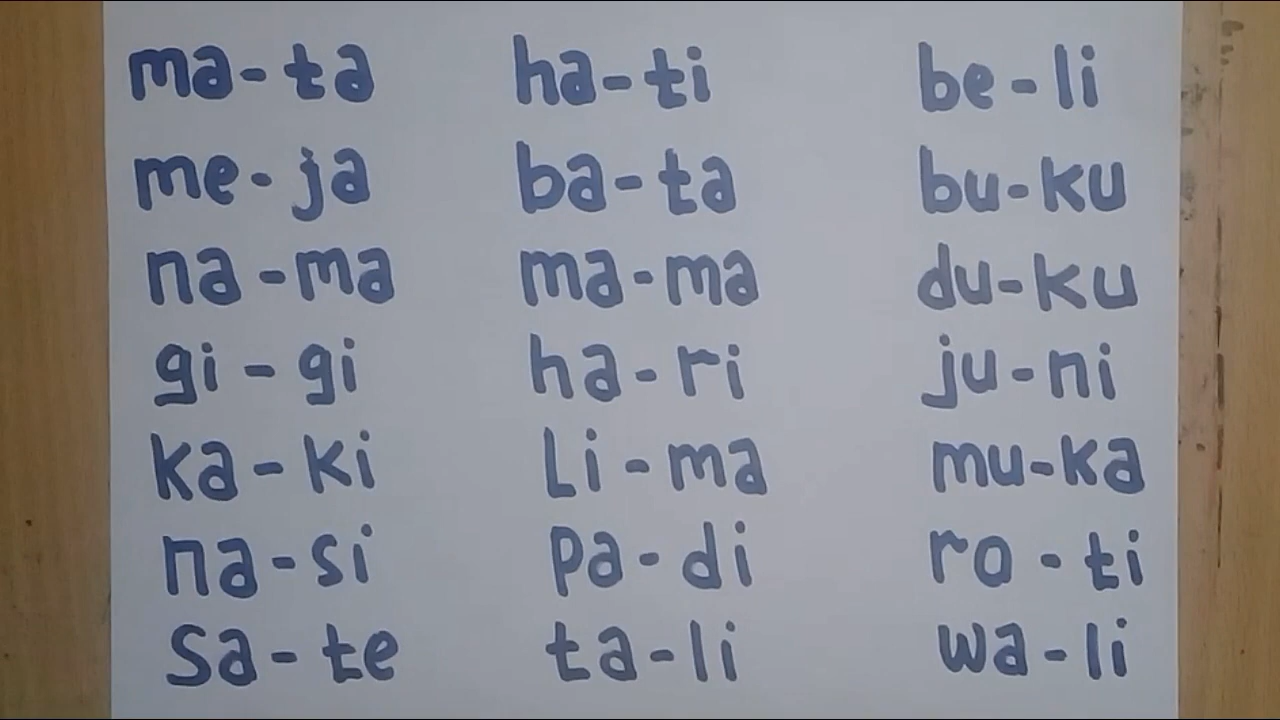 ma-ta ha-ti be-li
me-ja ba-ta bu-ku
na-ma ma-ma du-ku
gi-gi ha-ri ju-ni
ka-ki Li-ma mu-ka
na-si pa-di ro-ti
sa-te ta-li wa-li